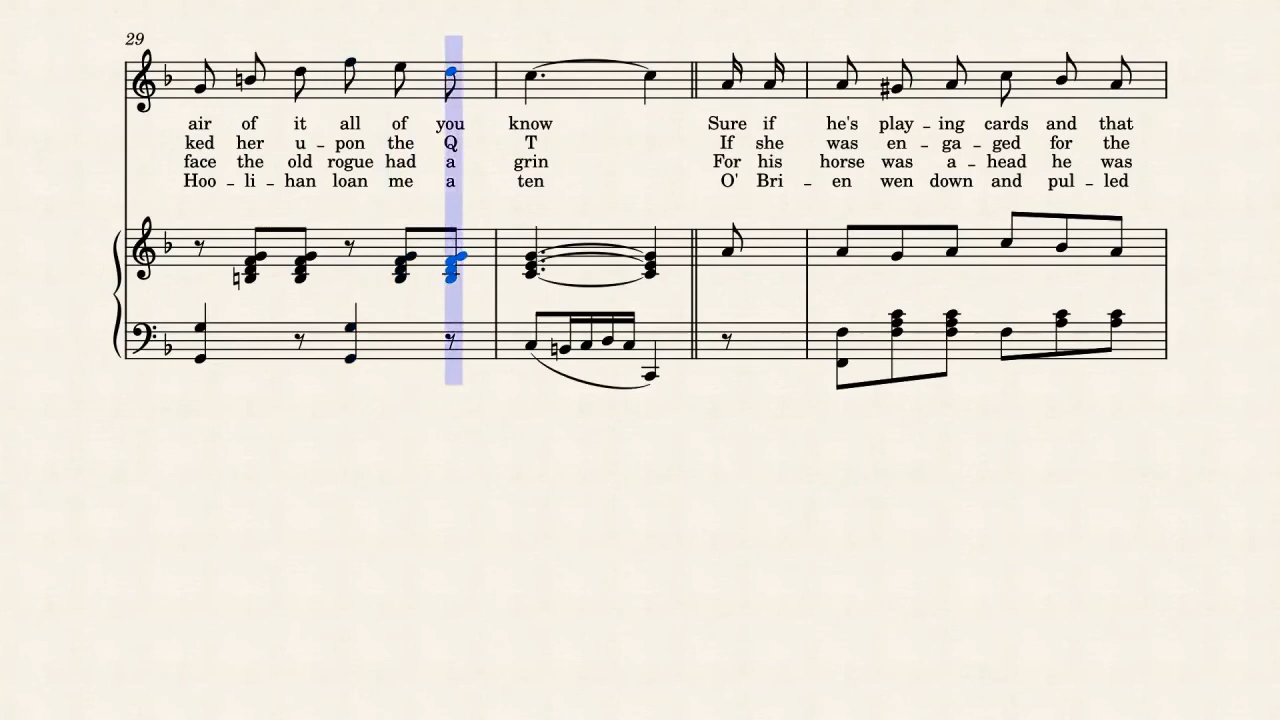 29
air of it all of you know Sure if he's play - ing cards and that
ked her u - pon the Q T If she was en - ga - ged for the
face the old rogue had a grin For his horse was a - head he was
Hoo - li - han loan me a ten O' Bri - en wen down and pul - led